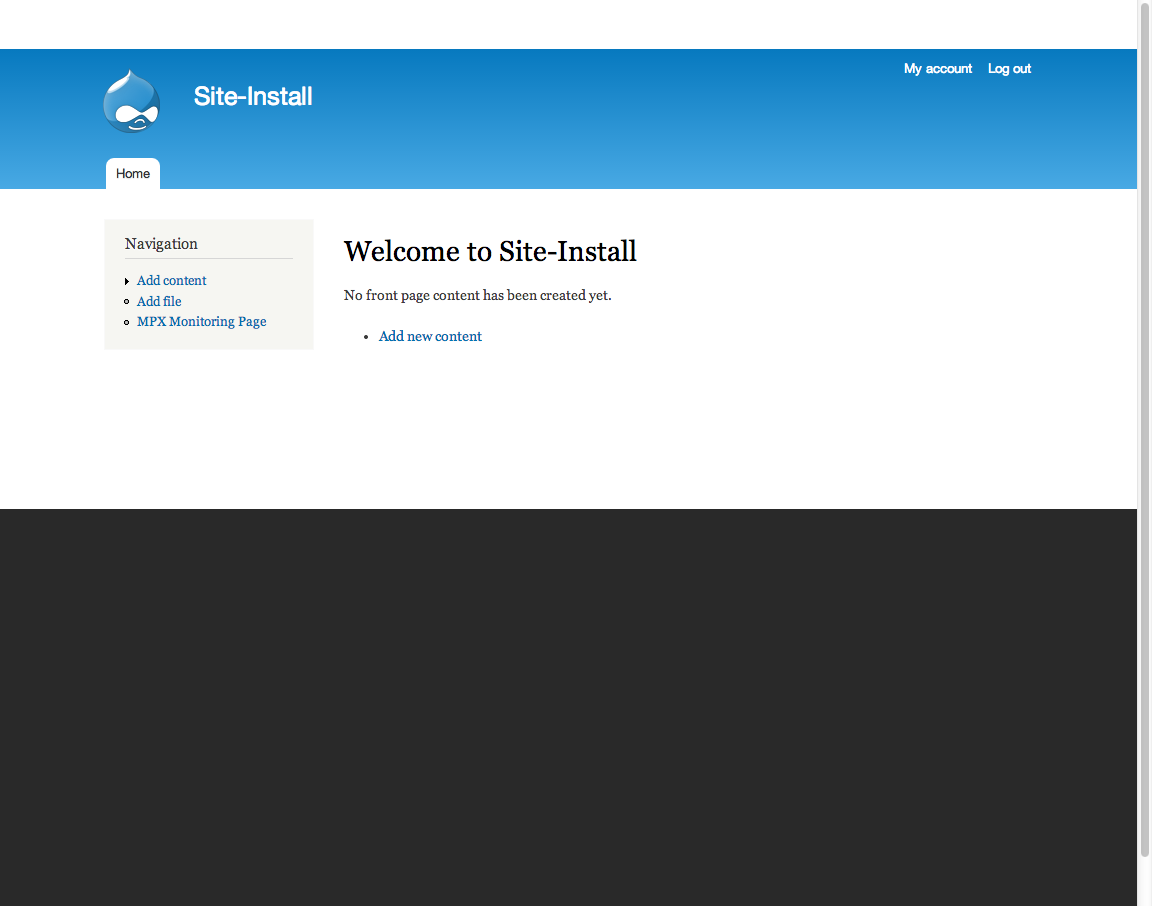 My account Log out
Site-Install
Home
Navigation
Add content
Add file
MPX Monitoring Page
Welcome to Site-Install
No front page content has been created yet.
Add new content